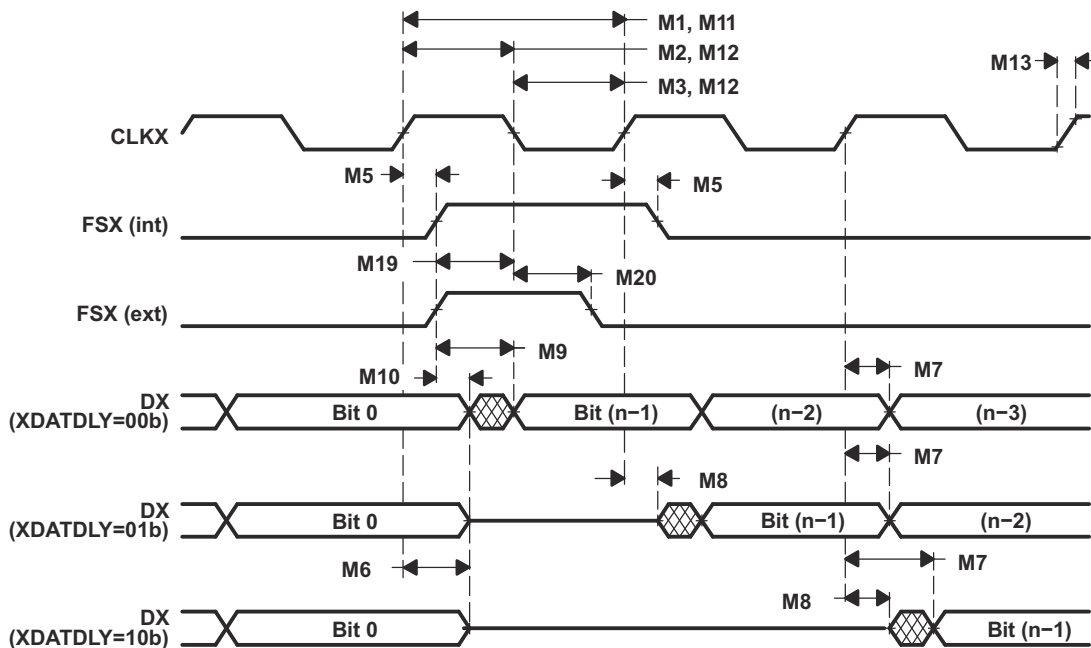 M1, M11
M2, M12
M13
M3, M12
CLKX
M5
M5
FSX (int)
M19
M20
FSX (ext)
M9
M10
M7
DX
(XDATDLY=00b)
Bit 0
Bit (n−1)
(n−2)
(n−3)
M7
M8
DX
(XDATDLY=01b)
Bit 0
Bit (n−1)
(n−2)
M6
M7
M8
DX
(XDATDLY=10b)
Bit 0
Bit (n−1)